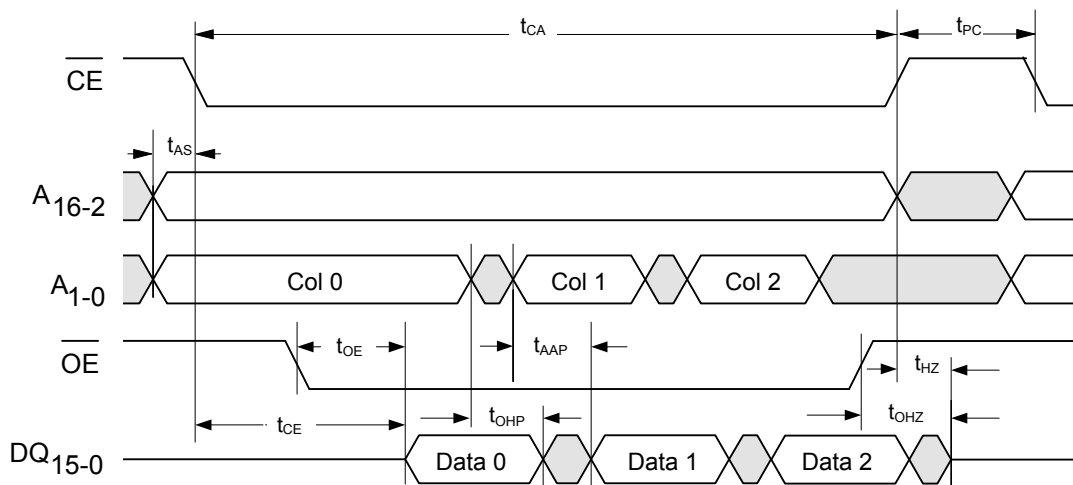 tCA
tPC
CE
tAS
A16-2
A1-0
Col 0
Col 1
Col 2
OE
tOE
tAAP
tHZ
tCE
tOHP
tOHZ
DQ15-0
Data 0
Data 1
Data 2